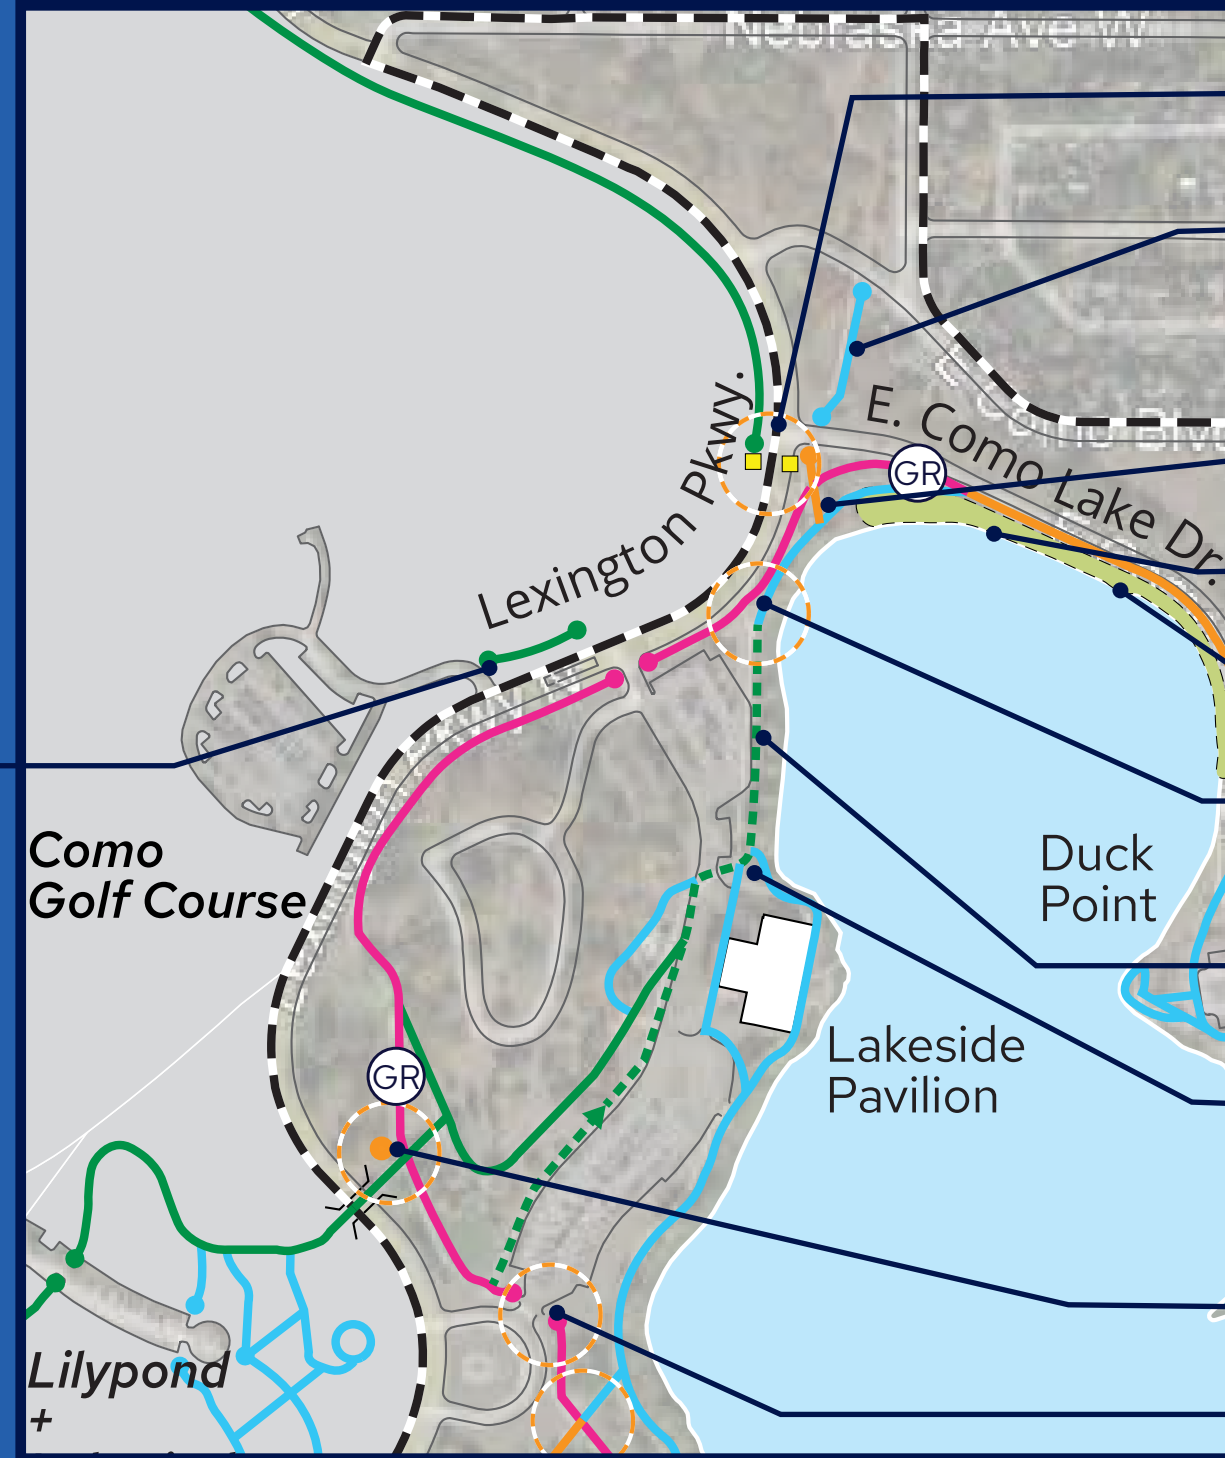 Nebraska Ave W
E. Como Lake Dr.
Lexington Pkwy.
GR
Como
Golf Course
Duck
Point
Lakeside
Pavilion
GR
Lilypond
+